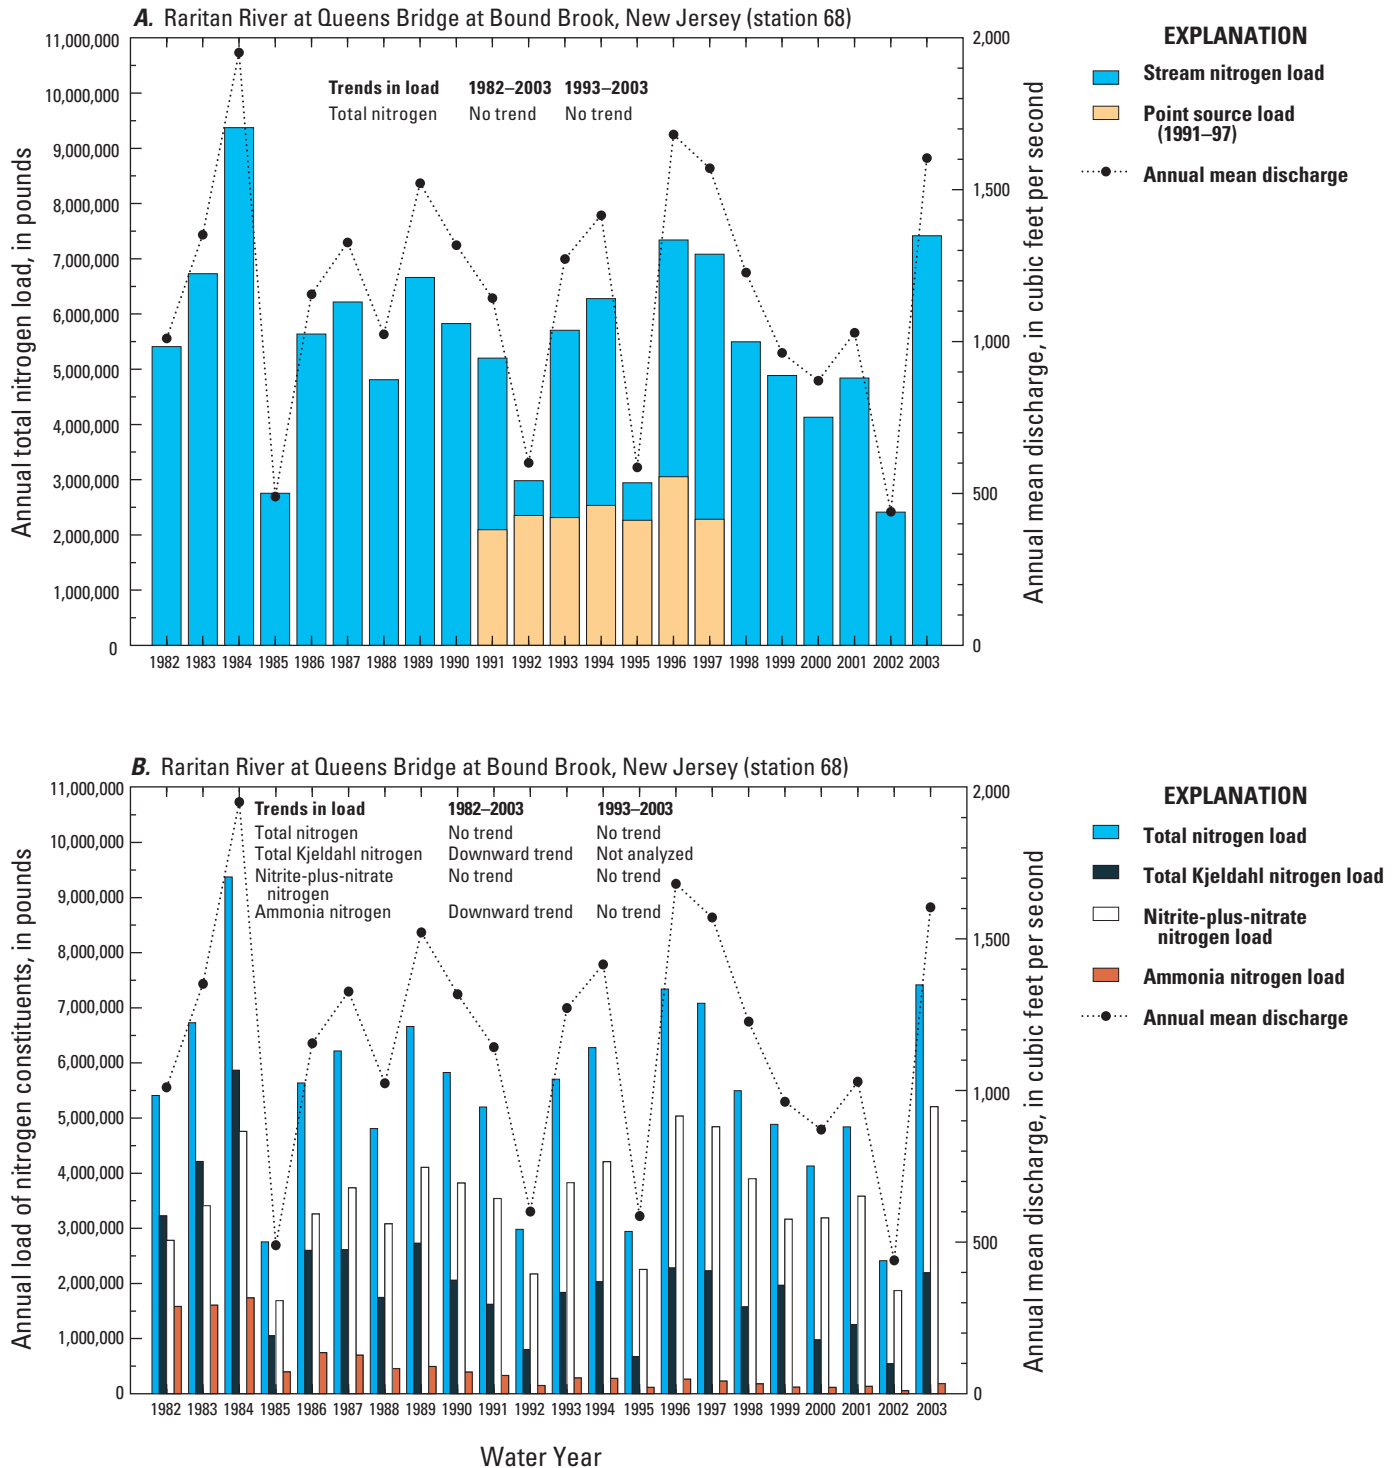 A. Raritan River at Queens Bridge at Bound Brook, New Jersey (station 68)
Annual total nitrogen load, in pounds
11,000,000
10,000,000
9,000,000
8,000,000
7,000,000
6,000,000
5,000,000
4,000,000
3,000,000
2,000,000
1,000,000
0
Trends in load 1982–2003 1993–2003
Total nitrogen No trend No trend
2,000
1,500
1,000
500
0
Annual mean discharge, in cubic feet per second
1982 1983 1984 1985 1986 1987 1988 1989 1990 1991 1992 1993 1994 1995 1996 1997 1998 1999 2000 2001 2002 2003
EXPLANATION
Stream nitrogen load
Point source load
(1991–97)
Annual mean discharge
B. Raritan River at Queens Bridge at Bound Brook, New Jersey (station 68)
Annual load of nitrogen constituents, in pounds
11,000,000
10,000,000
9,000,000
8,000,000
7,000,000
6,000,000
5,000,000
4,000,000
3,000,000
2,000,000
1,000,000
0
Trends in load 1982–2003 1993–2003
Total nitrogen No trend No trend
Total Kjeldahl nitrogen Downward trend Not analyzed
Nitrite-plus-nitrate No trend No trend
nitrogen
Ammonia nitrogen Downward trend No trend
2,000
1,500
1,000
500
0
Annual mean discharge, in cubic feet per second
1982 1983 1984 1985 1986 1987 1988 1989 1990 1991 1992 1993 1994 1995 1996 1997 1998 1999 2000 2001 2002 2003
Water Year
EXPLANATION
Total nitrogen load
Total Kjeldahl nitrogen load
Nitrite-plus-nitrate
nitrogen load
Ammonia nitrogen load
Annual mean discharge